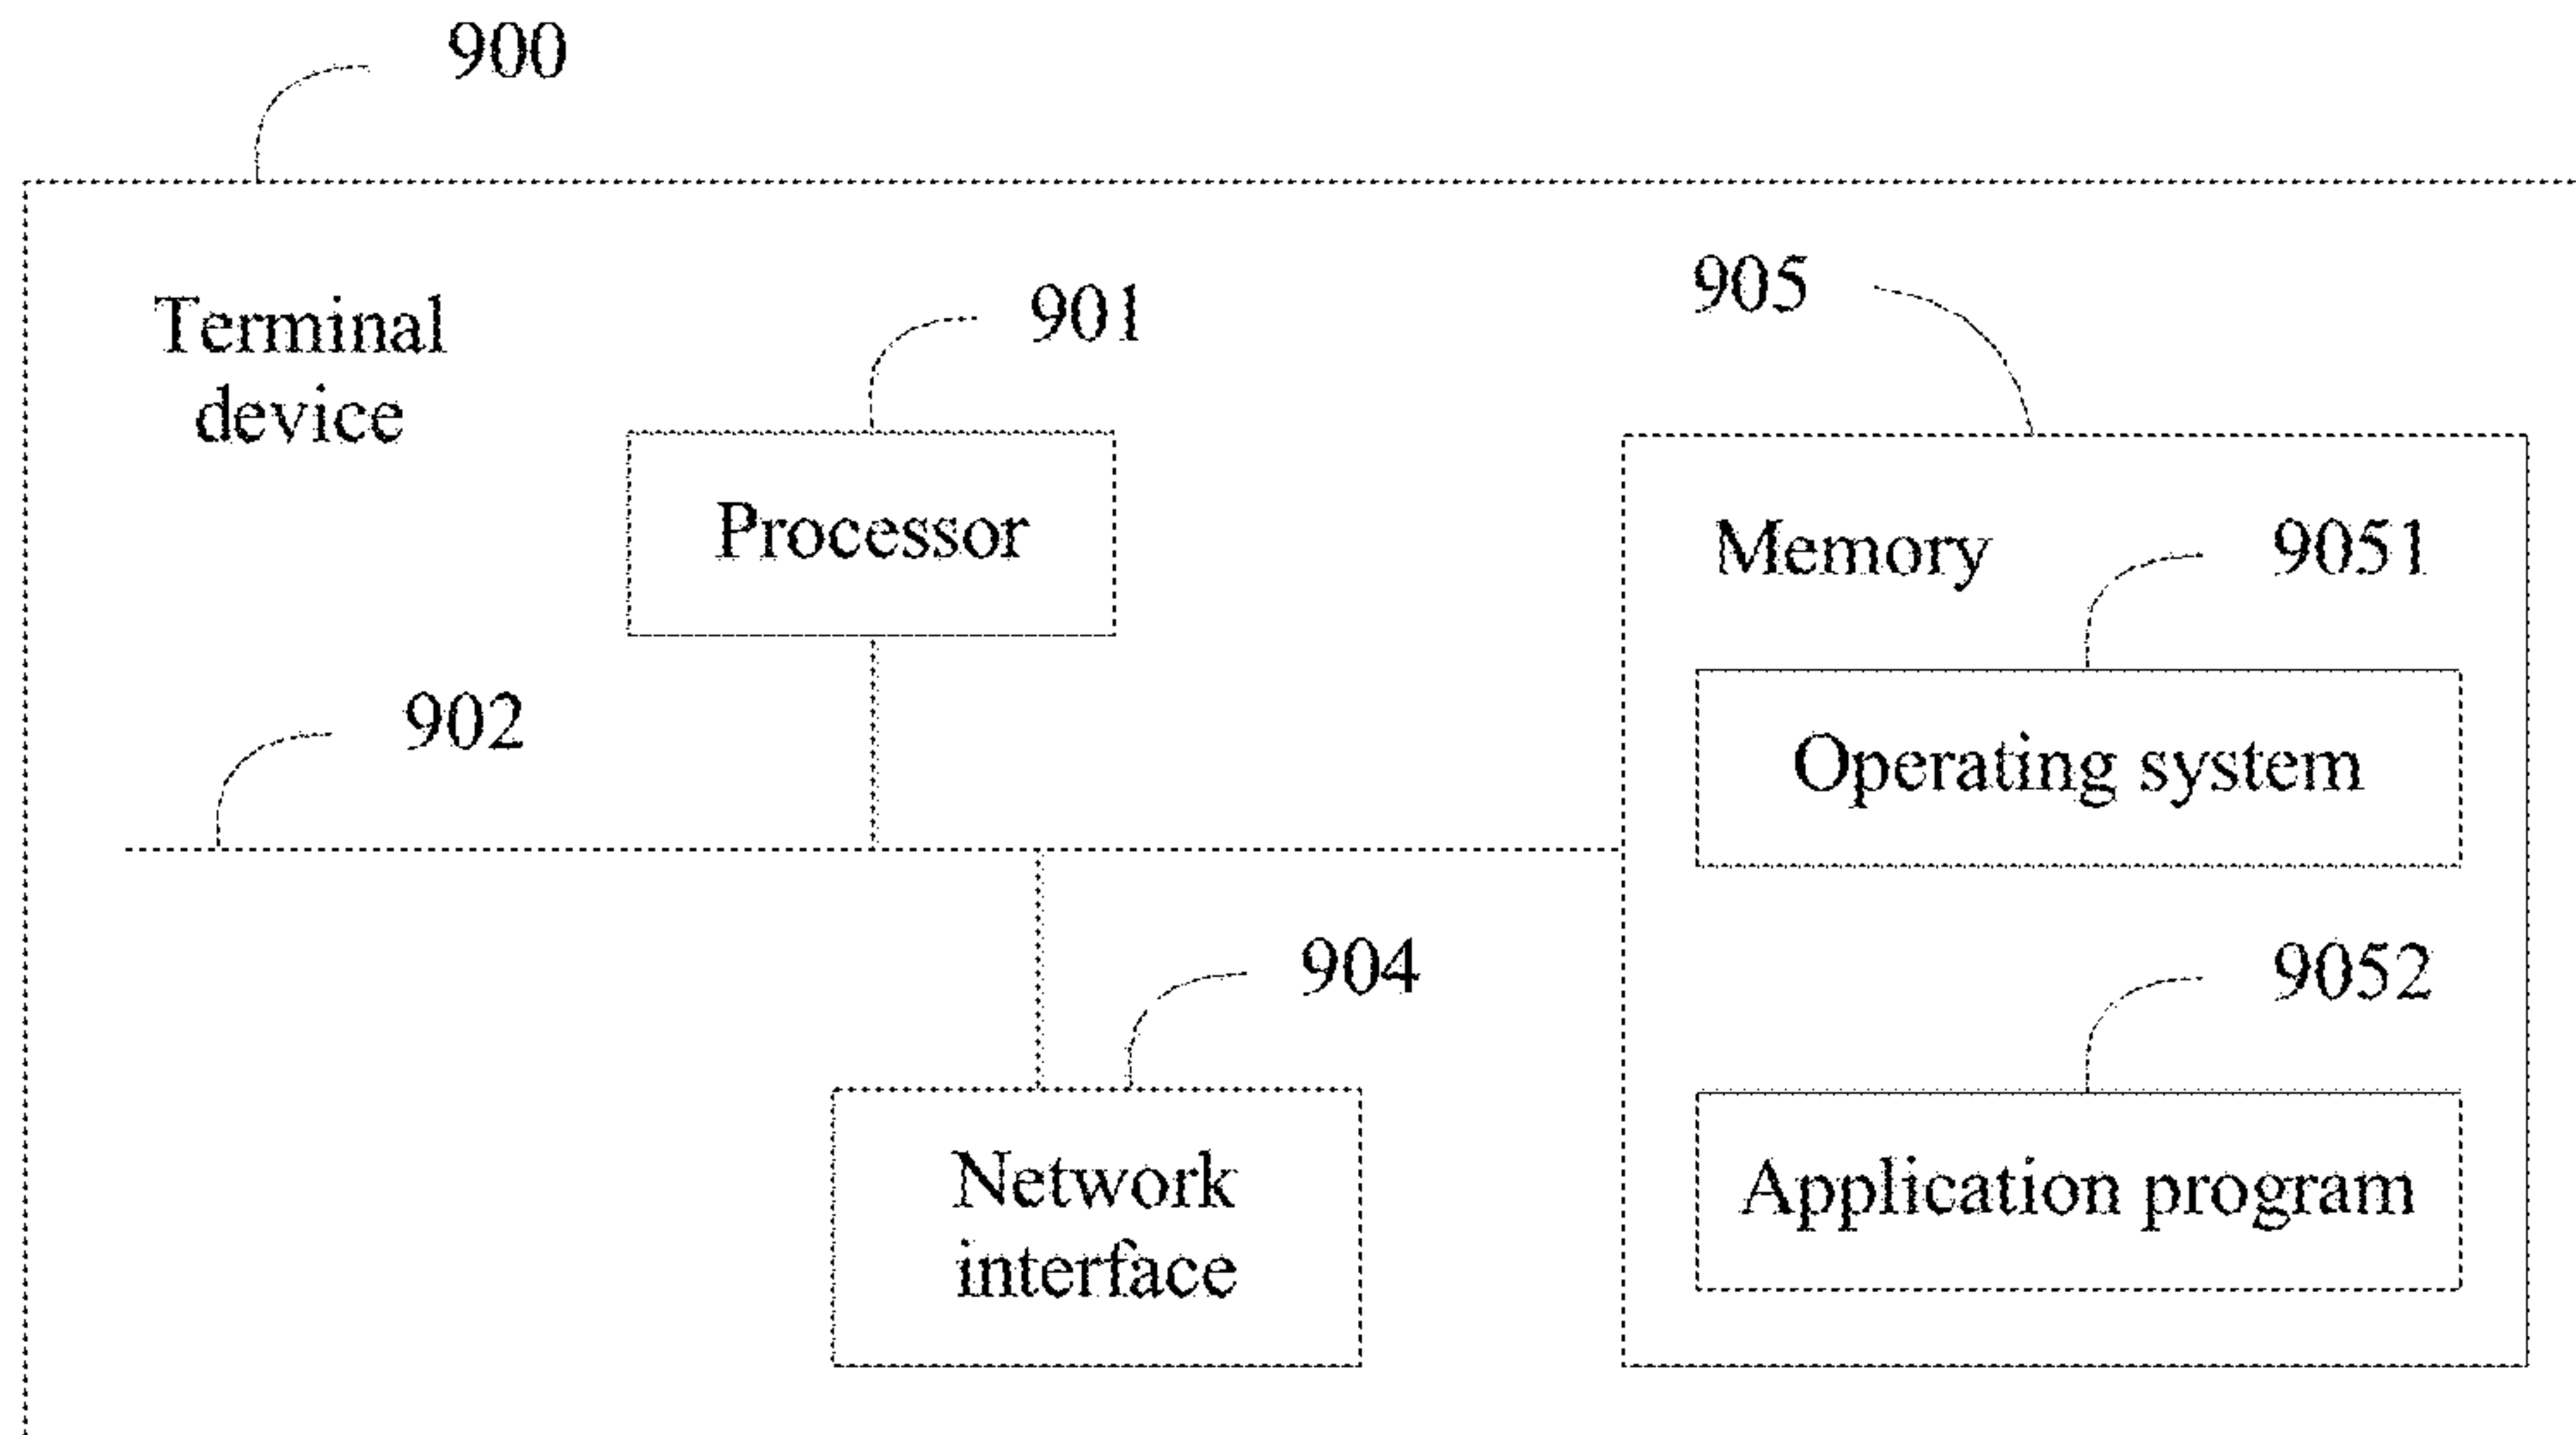 900
Terminal
device
901
Processor
902
904
Network
interface
905
Memory
9051
Operating system
9052
Application program